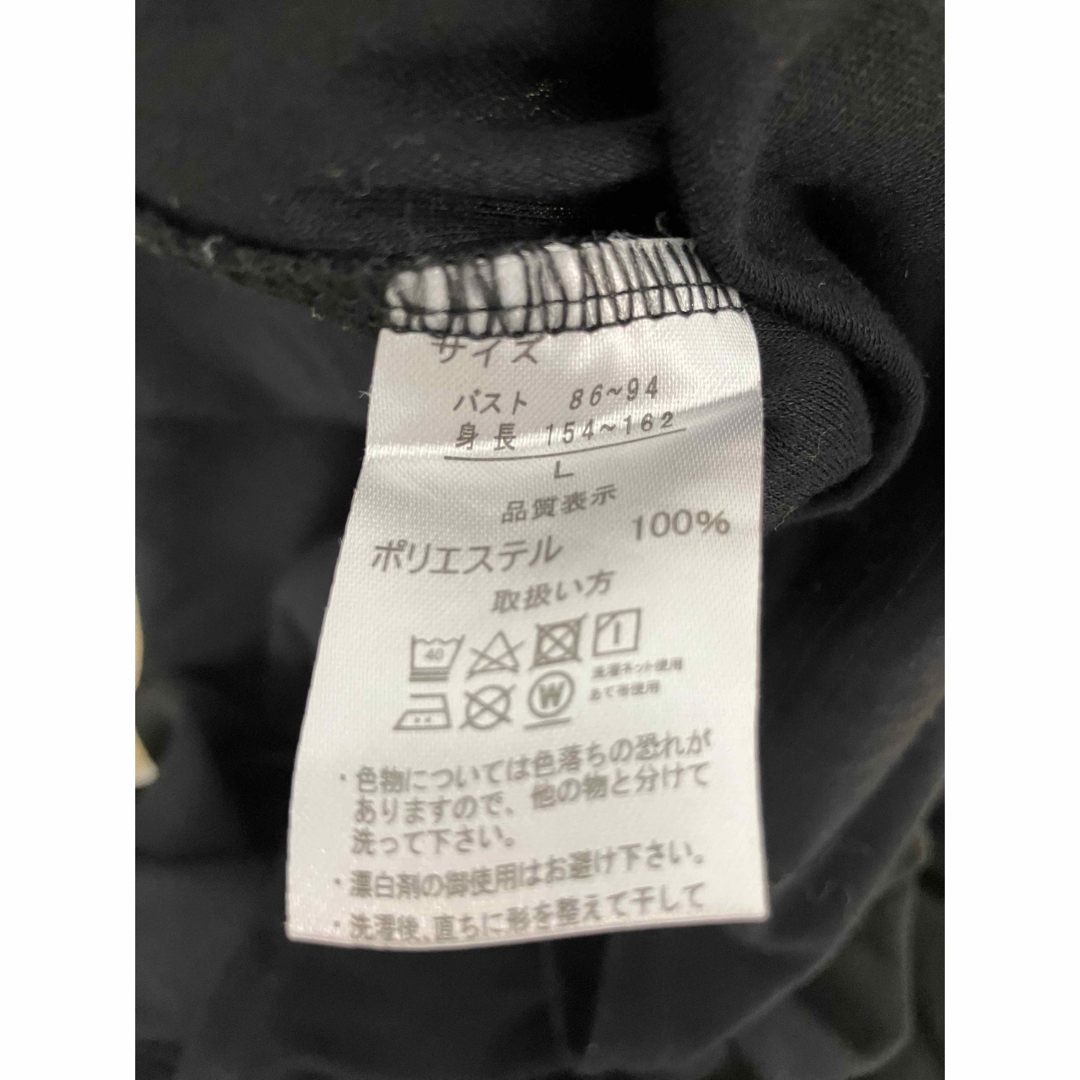 サイズ
バスト 86~94
身長 154~162
L
品質表示
ポリエステル 100%
取扱い方
40
洗濯ネット使用
W
あて布使用
・色物については色落ちの恐れが
ありますので、他の物と分けて
洗って下さい。
・漂白剤の御使用はお避け下さい。
・洗濯後、直ちに形を整えて干して